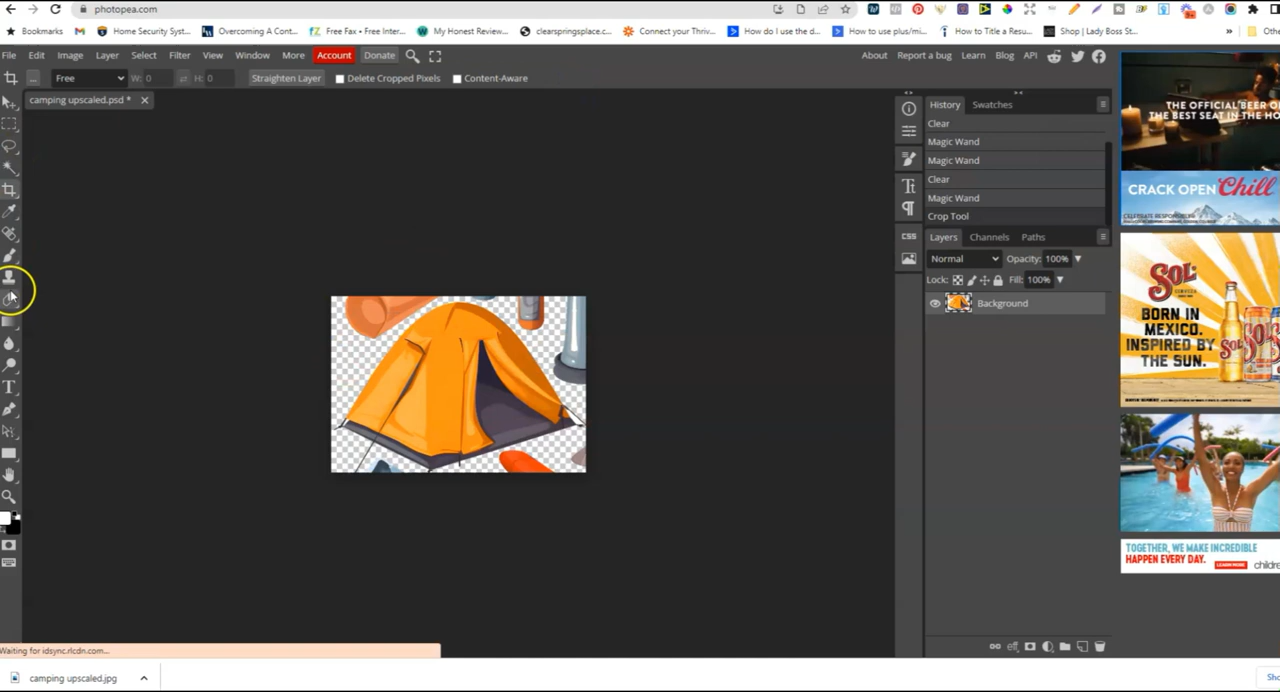 photopea.com
Bookmarks
Home Security Syst...
Overcoming A Cont...
Free Fax • Free Inter...
My Honest Review...
clearspringsplace.c...
Connect your Thriv...
How do I use the d...
How to use plus/mi...
How to Title a Resu...
Shop | Lady Boss St...
»
Othe
File Edit Image Layer Select Filter View Window More Account Donate
About Report a bug Learn Blog API
... Free W: 0 H: 0 Straighten Layer Delete Cropped Pixels Content-Aware
camping upscaled.psd *
History Swatches
Clear
Magic Wand
Magic Wand
Clear
Magic Wand
Crop Tool
Layers Channels Paths
Normal Opacity: 100%
Lock: Fill: 100%
Background
CSS
THE OFFICIAL BEER O
THE BEST SEAT IN THE HO
CRACK OPEN Chill
CELEBRATE RESPONSIBLY
SOL
BORN IN
MEXICO.
INSPIRED BY
THE SUN.
TOGETHER, WE MAKE INCREDIBLE
HAPPEN EVERY DAY.
LEARN MORE
childre
Waiting for idsync.rlcdn.com...
camping upscaled.jpg
Sho